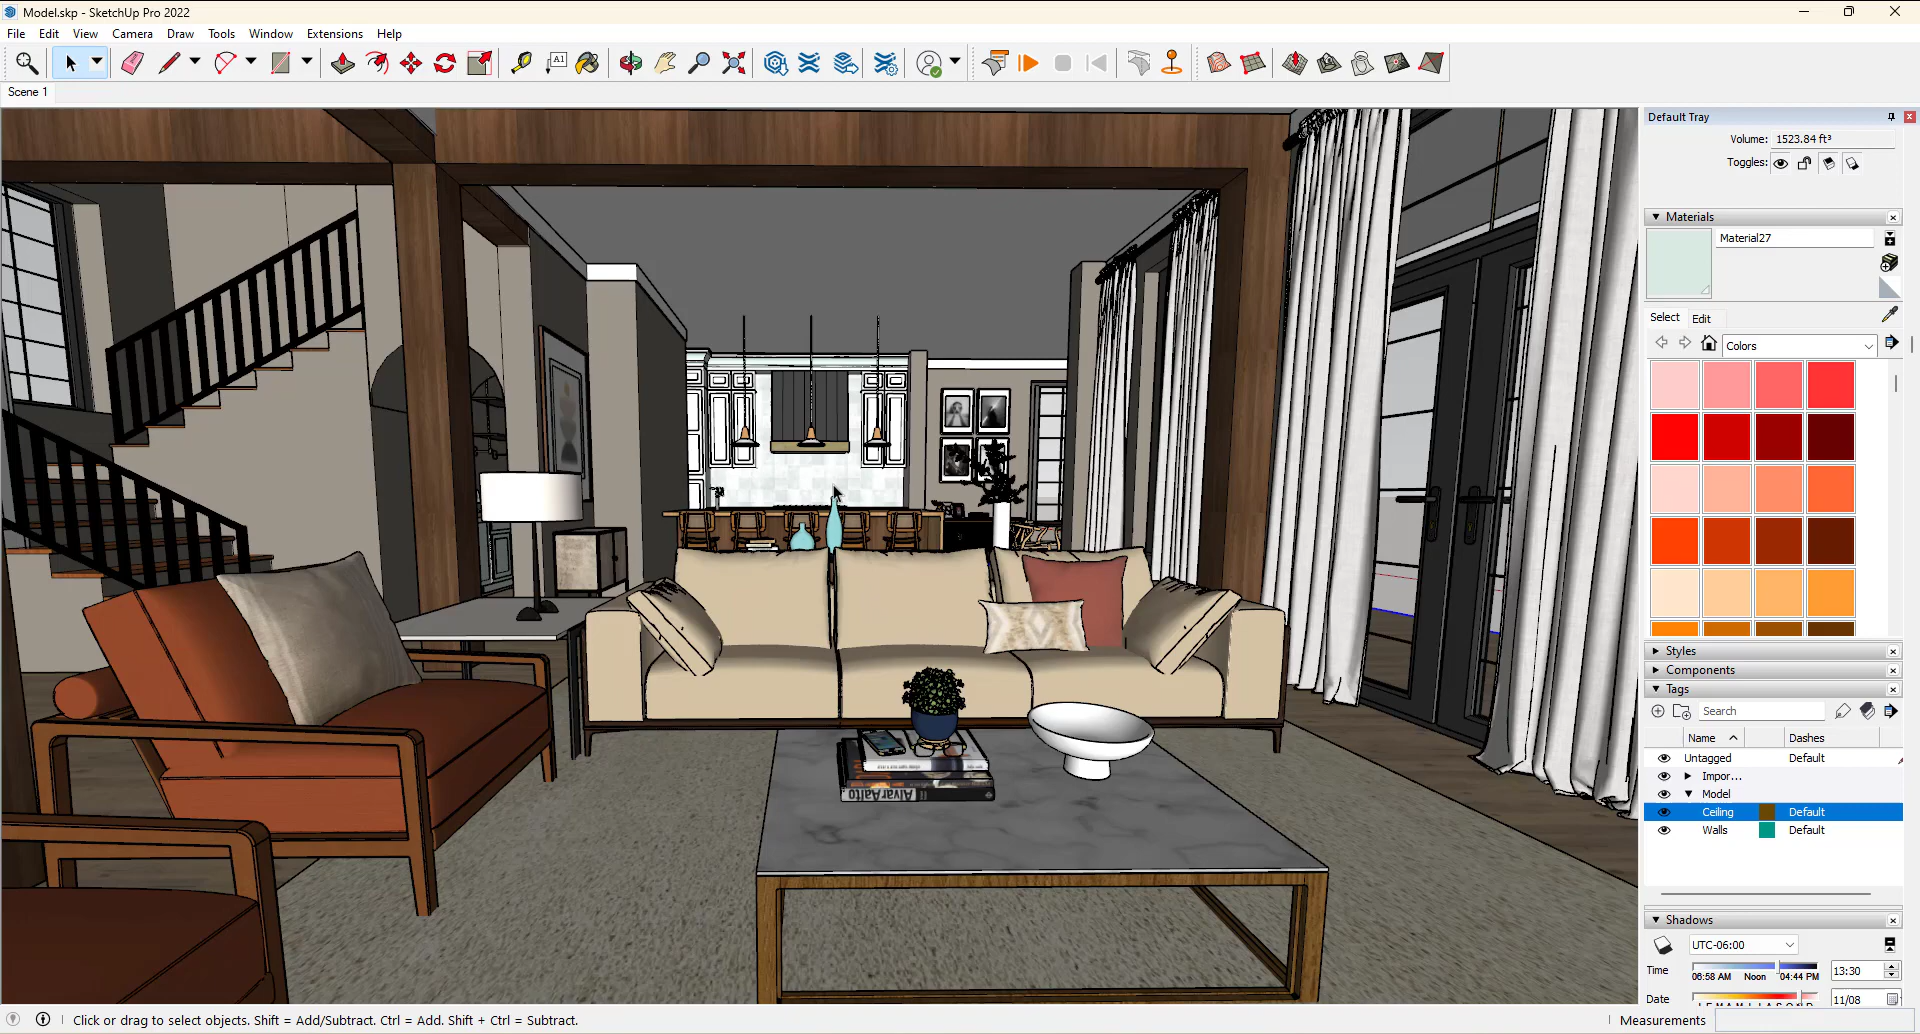 Model.skp - SketchUp Pro 2022
File Edit View Camera Draw Tools Window Extensions Help
A1
Scene 1
Default Tray
Volume: 1523.84 ft³
Toggles:
Materials
Material27
Select Edit
Colors
Styles
Components
Tags
Search
Name Dashes
Untagged Default
Impor...
Model
Ceiling Default
Walls Default
Shadows
UTC-06:00
Time 06:58 AM Noon 04:44 PM 13:30
Date J F M A M J J A S O N D 11/08
AlvarAalto
Click or drag to select objects. Shift = Add/Subtract. Ctrl = Add. Shift + Ctrl = Subtract.
Measurements